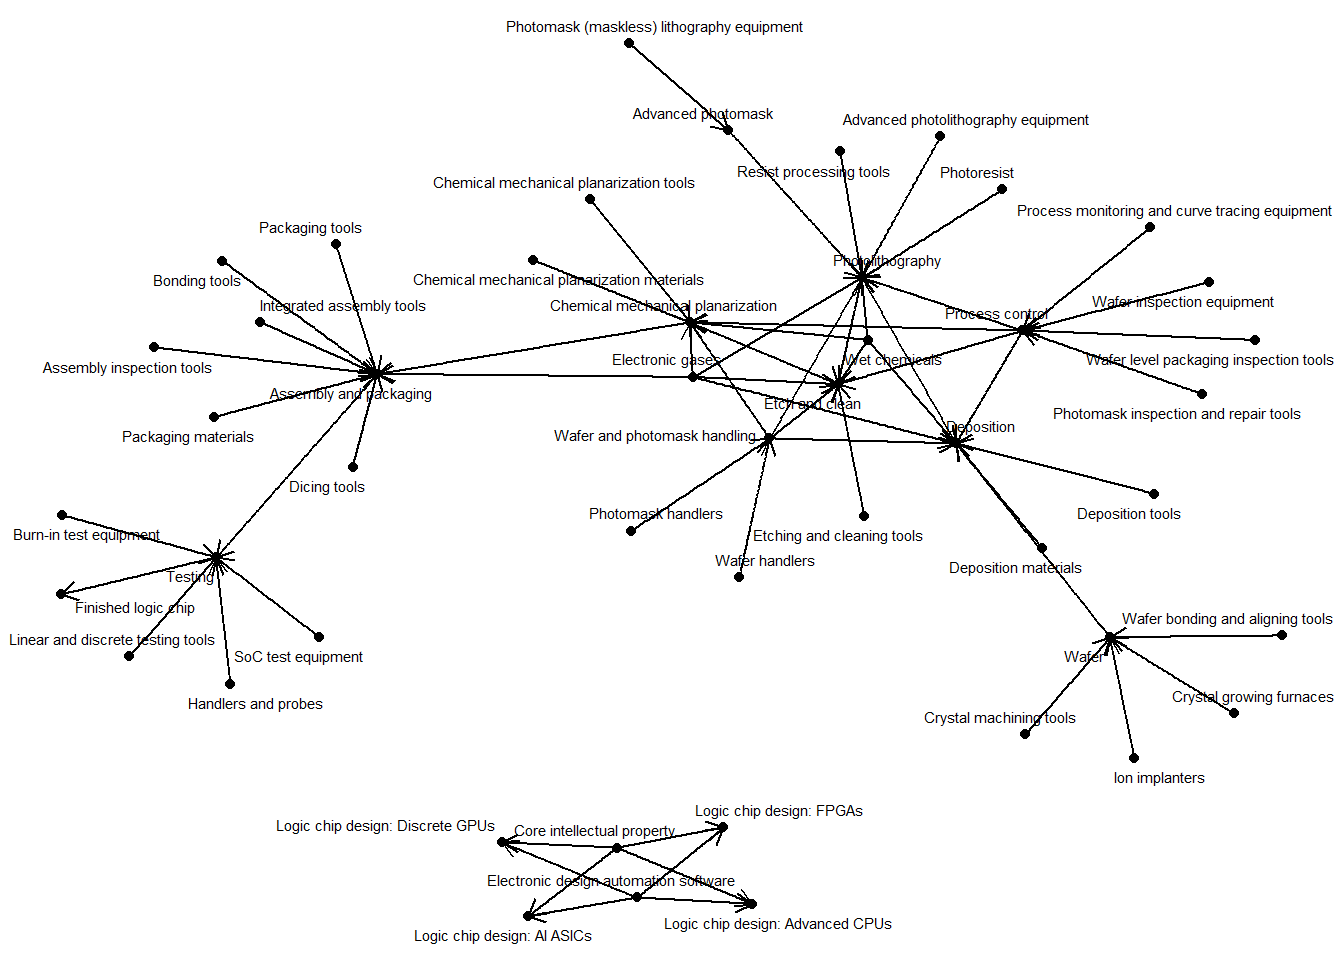 Photomask (maskless) lithography equipment
Advanced photomask
Advanced photolithography equipment
Resist processing tools
Photoresist
Chemical mechanical planarization tools
Process monitoring and curve tracing equipment
Packaging tools
Photolithography
Bonding tools
Chemical mechanical planarization materials
Wafer inspection equipment
Integrated assembly tools
Chemical mechanical planarization
Process control
Electronic gases
Wet chemicals
Wafer level packaging inspection tools
Assembly inspection tools
Assembly and packaging
Etch and clean
Photomask inspection and repair tools
Packaging materials
Wafer and photomask handling
Deposition
Dicing tools
Photomask handlers
Deposition tools
Burn-in test equipment
Etching and cleaning tools
Wafer handlers
Deposition materials
Testing
Finished logic chip
Wafer bonding and aligning tools
Linear and discrete testing tools
SoC test equipment
Wafer
Handlers and probes
Crystal growing furnaces
Crystal machining tools
Ion implanters
Logic chip design: FPGAs
Logic chip design: Discrete GPUs
Core intellectual property
Electronic design automation software
Logic chip design: Advanced CPUs
Logic chip design: AI ASICs